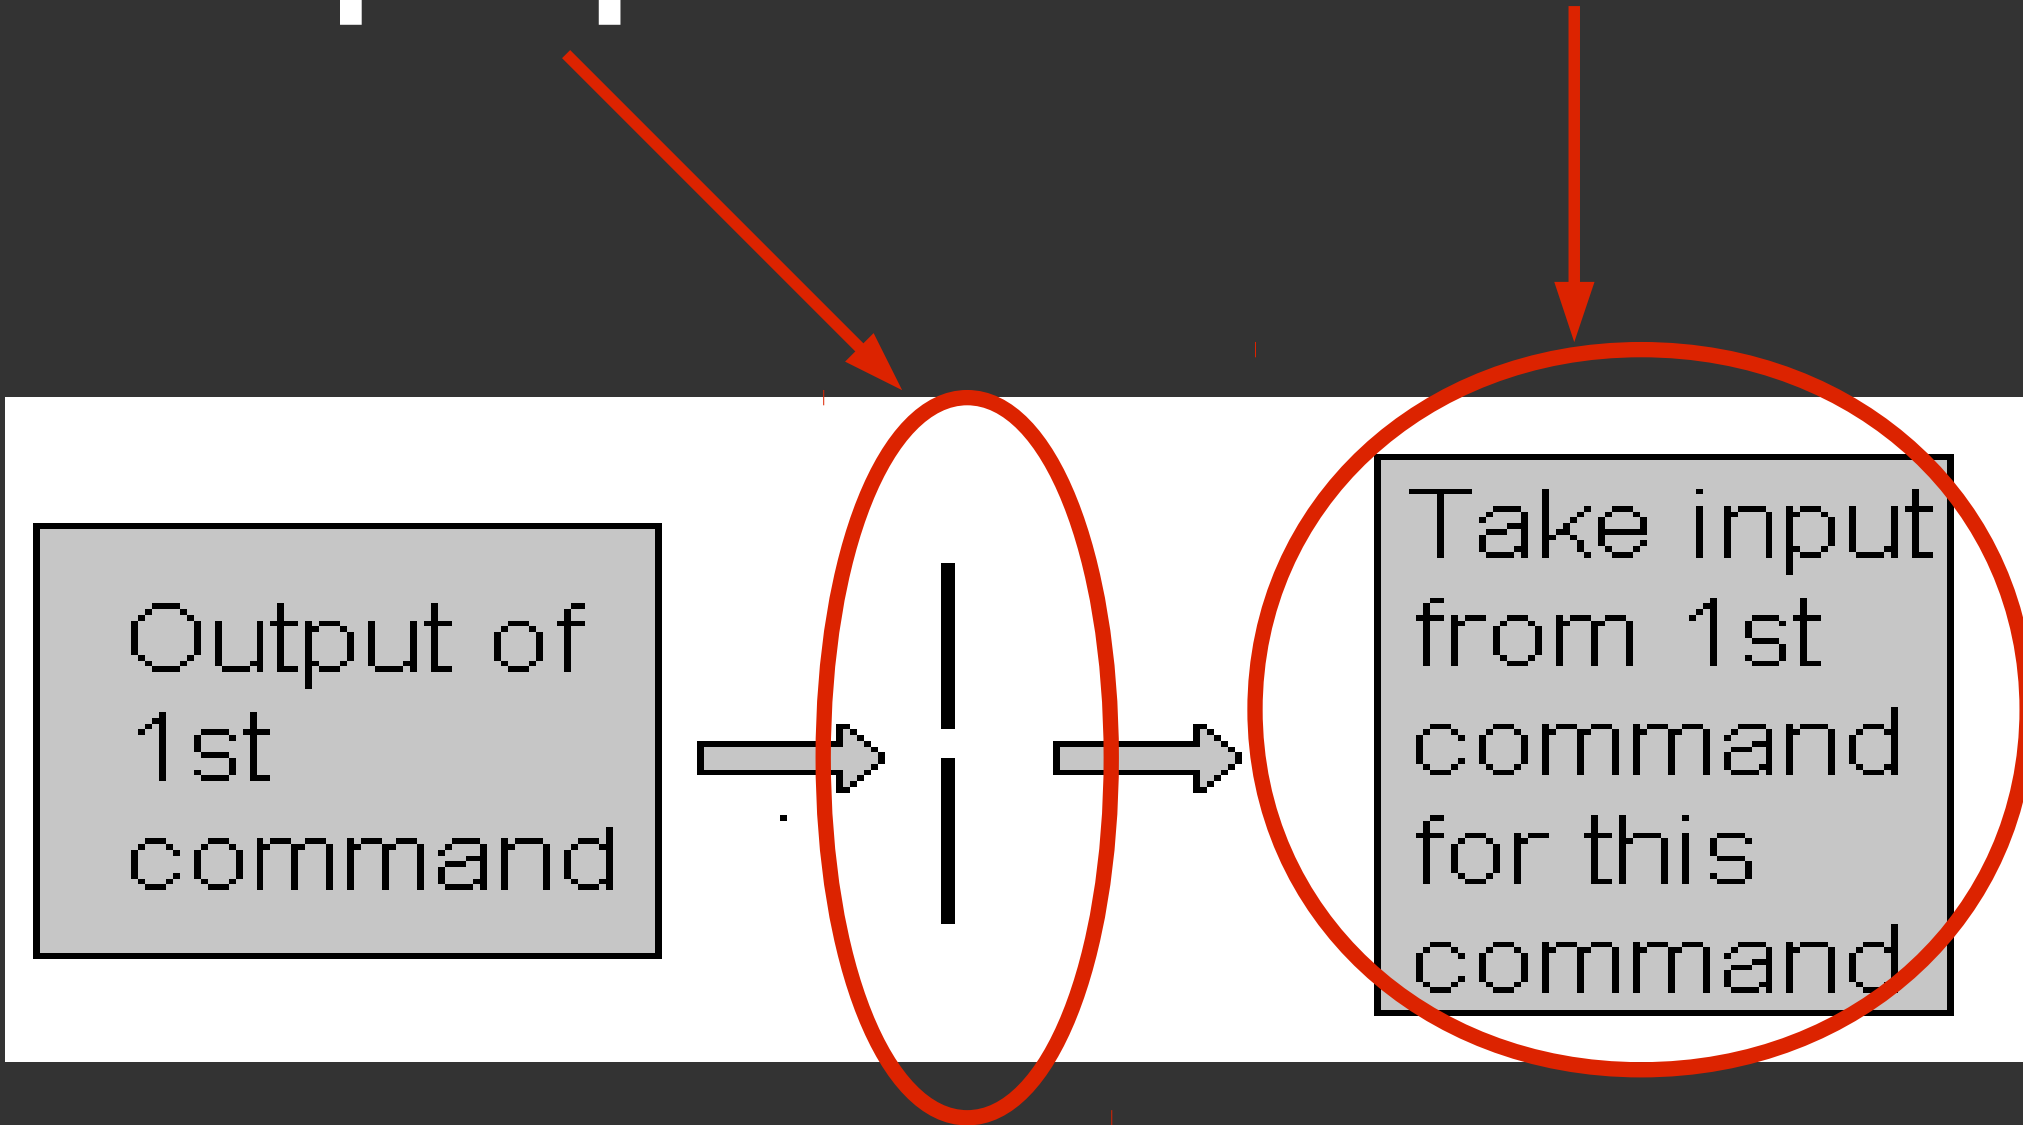 Output of
1st
command
|
Take input
from 1st
command
for this
command